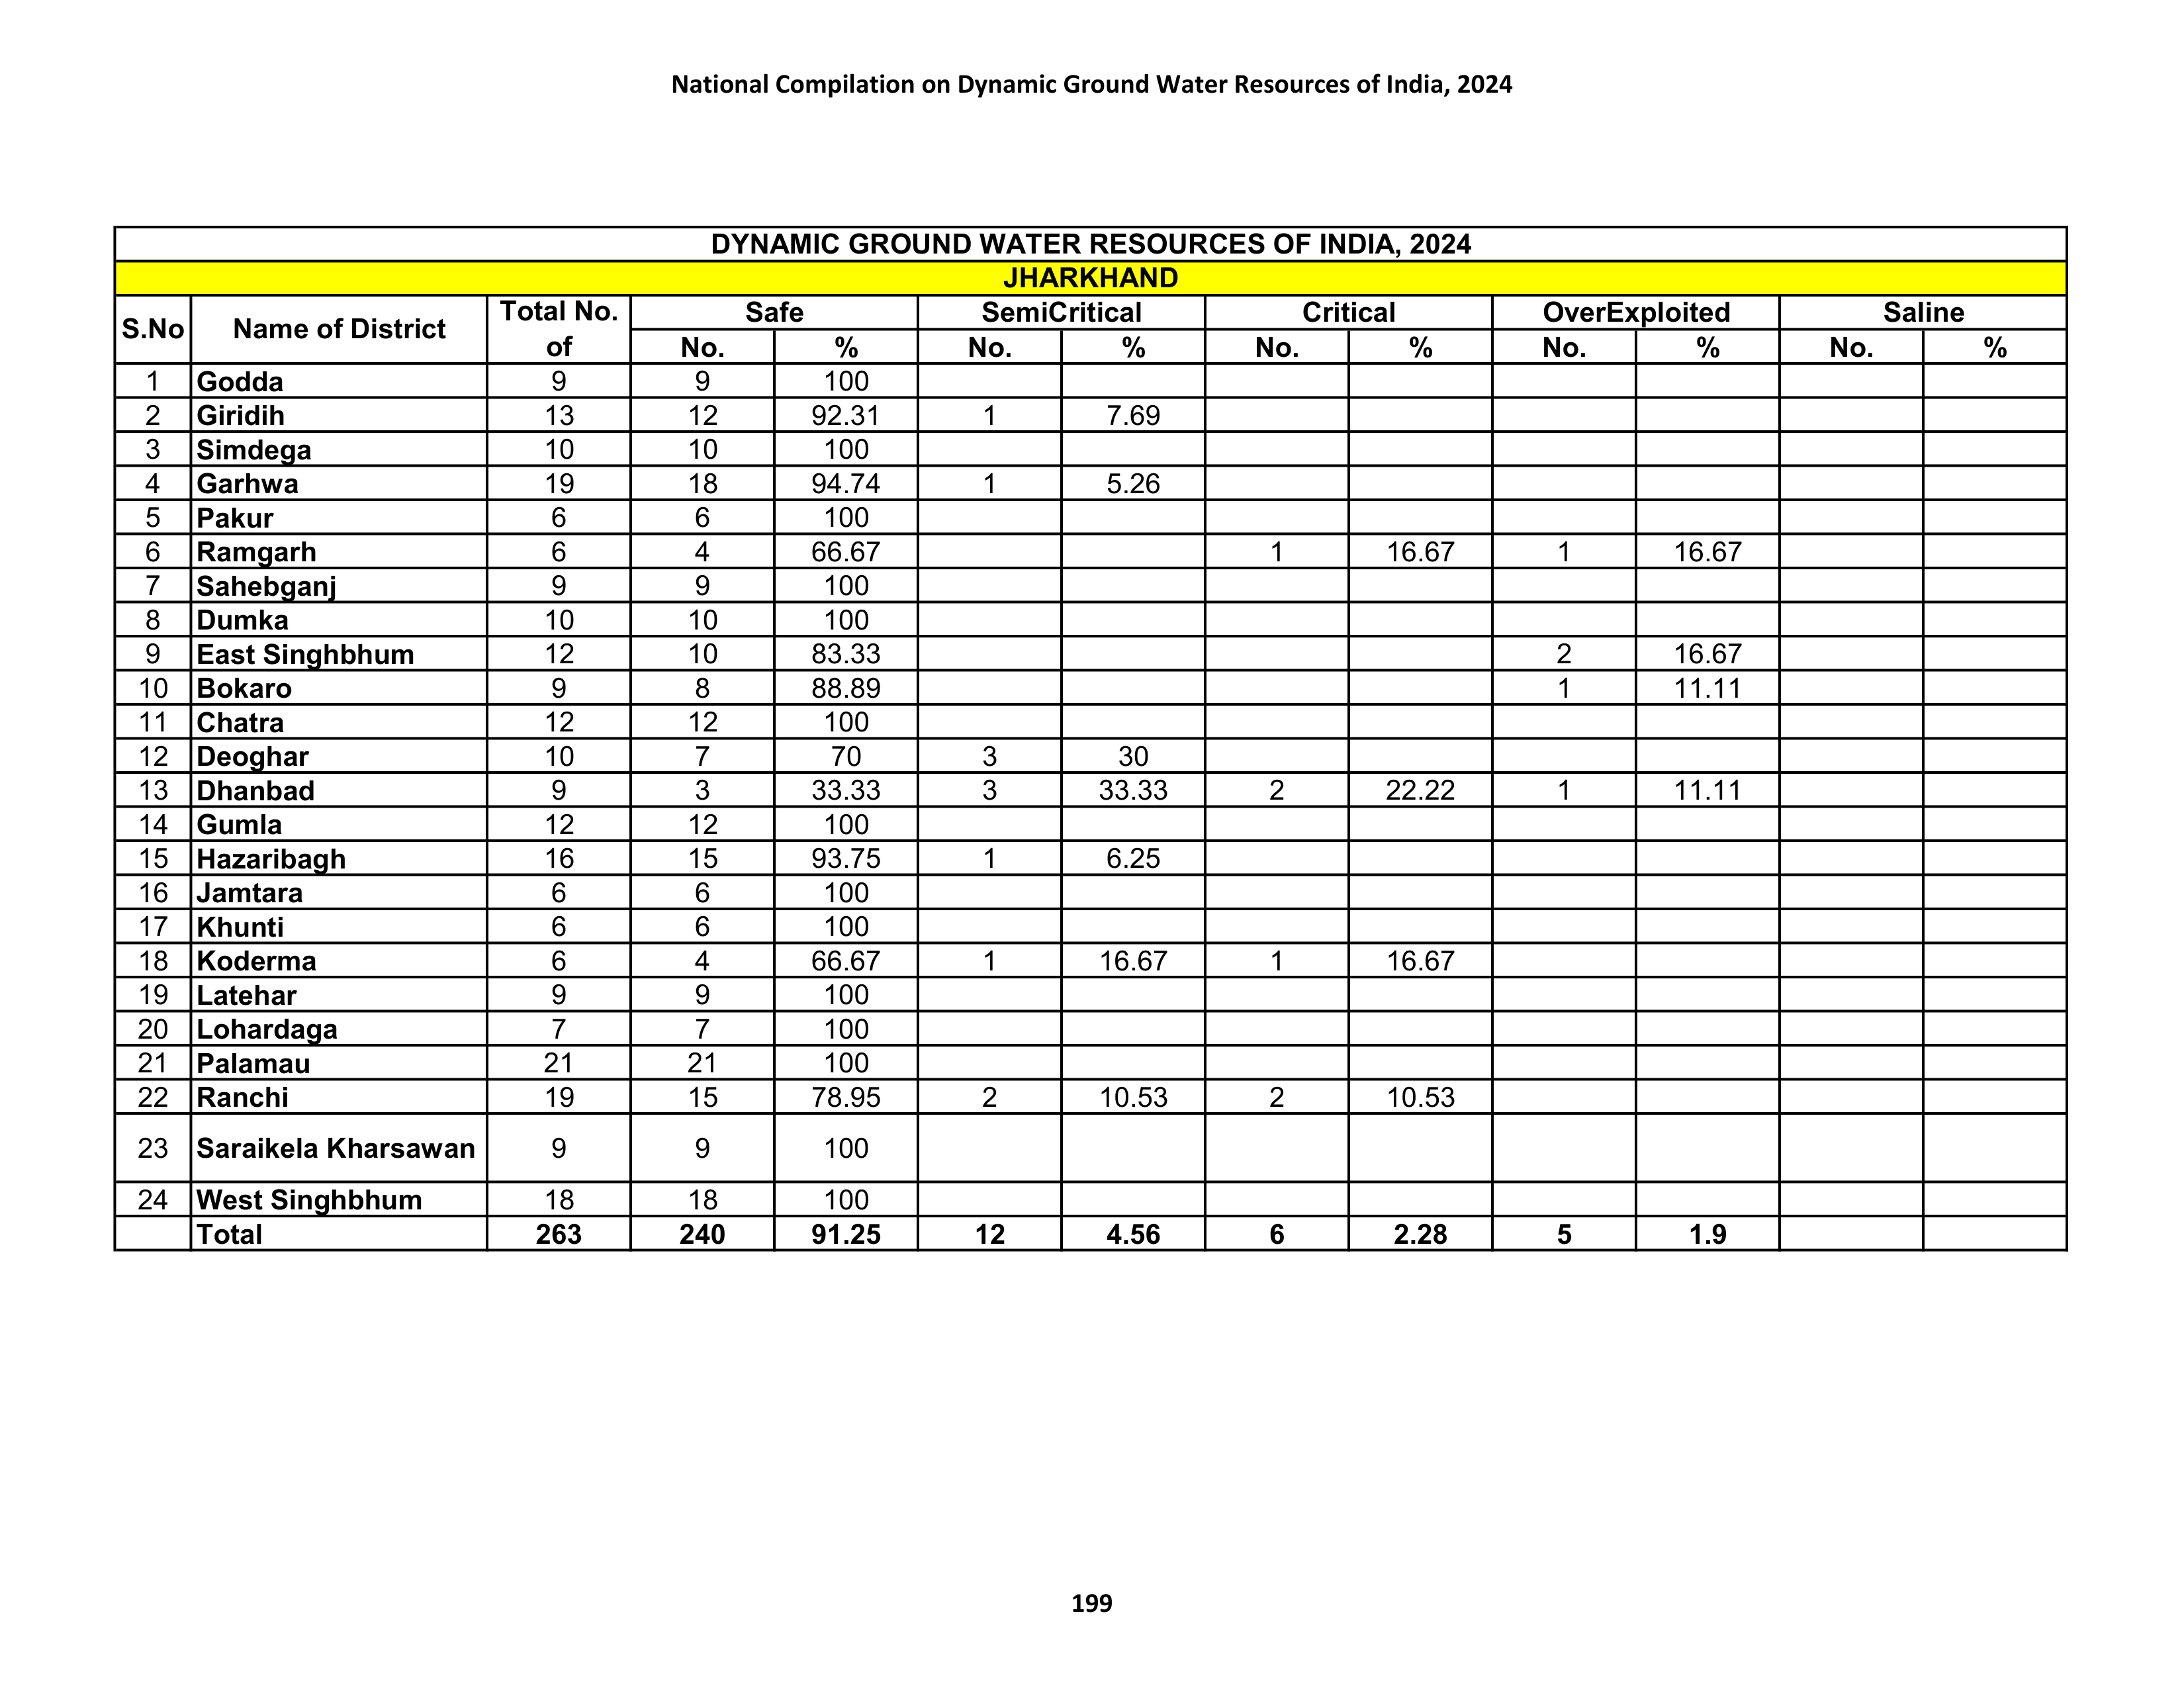 National Compilation on Dynamic Ground Water Resources of India, 2024
DYNAMIC GROUND WATER RESOURCES OF INDIA, 2024
JHARKHAND
S.No Name of District Total No. of Safe SemiCritical Critical OverExploited Saline
No. % No. % No. % No. % No. %
1 Godda 9 9 100
2 Giridih 13 12 92.31 1 7.69
3 Simdega 10 10 100
4 Garhwa 19 18 94.74 1 5.26
5 Pakur 6 6 100
6 Ramgarh 6 4 66.67 1 16.67 1 16.67
7 Sahebganj 9 9 100
8 Dumka 10 10 100
9 East Singhbhum 12 10 83.33 2 16.67
10 Bokaro 9 8 88.89 1 11.11
11 Chatra 12 12 100
12 Deoghar 10 7 70 3 30
13 Dhanbad 9 3 33.33 3 33.33 2 22.22 1 11.11
14 Gumla 12 12 100
15 Hazaribagh 16 15 93.75 1 6.25
16 Jamtara 6 6 100
17 Khunti 6 6 100
18 Koderma 6 4 66.67 1 16.67 1 16.67
19 Latehar 9 9 100
20 Lohardaga 7 7 100
21 Palamau 21 21 100
22 Ranchi 19 15 78.95 2 10.53 2 10.53
23 Saraikela Kharsawan 9 9 100
24 West Singhbhum 18 18 100
Total 263 240 91.25 12 4.56 6 2.28 5 1.9
199